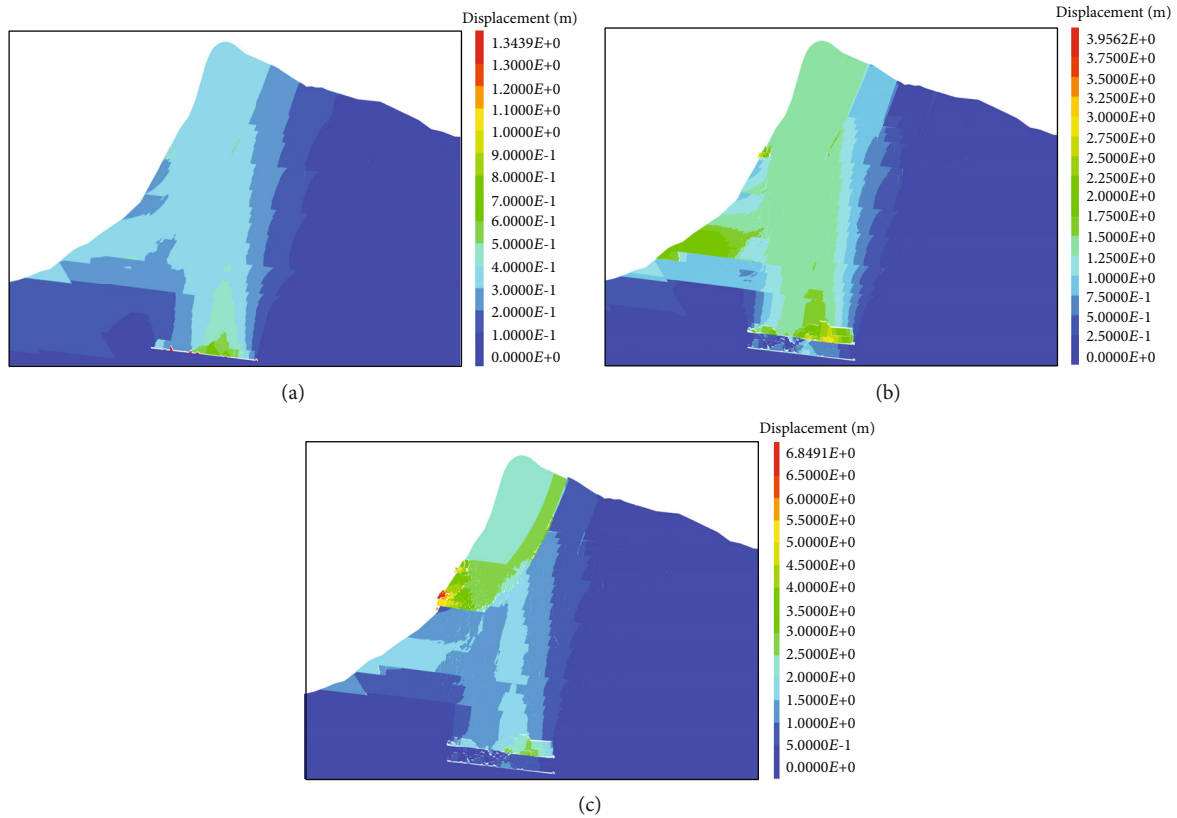 Displacement (m)
1.3439E+0
1.3000E+0
1.2000E+0
1.1000E+0
1.0000E+0
9.0000E-1
8.0000E-1
7.0000E-1
6.0000E-1
5.0000E-1
4.0000E-1
3.0000E-1
2.0000E-1
1.0000E-1
0.0000E+0
(a)
Displacement (m)
3.9562E+0
3.7500E+0
3.5000E+0
3.2500E+0
3.0000E+0
2.7500E+0
2.5000E+0
2.2500E+0
2.0000E+0
1.7500E+0
1.5000E+0
1.2500E+0
1.0000E+0
7.5000E-1
5.0000E-1
2.5000E-1
0.0000E+0
(b)
Displacement (m)
6.8491E+0
6.5000E+0
6.0000E+0
5.5000E+0
5.0000E+0
4.5000E+0
4.0000E+0
3.5000E+0
3.0000E+0
2.5000E+0
2.0000E+0
1.5000E+0
1.0000E+0
5.0000E-1
0.0000E+0
(c)